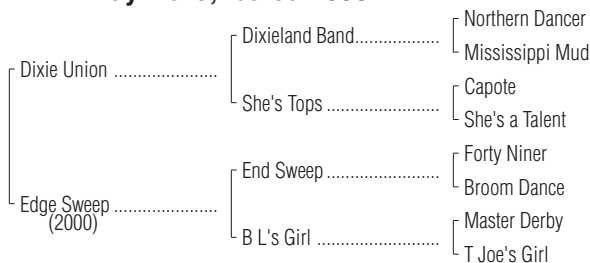 Northern Dancer
Dixieland Band
Mississippi Mud
Dixie Union
Capote
She's Tops
She's a Talent
Forty Niner
End Sweep
Broom Dance
Edge Sweep
(2000)
Master Derby
B L's Girl
T Joe's Girl